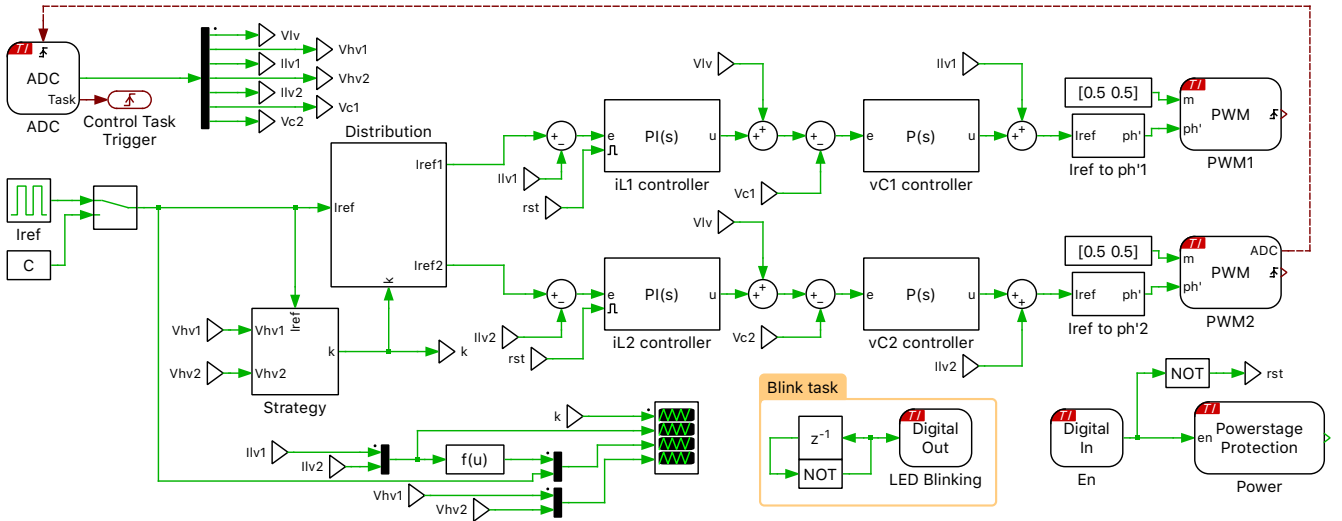 TI
ADC
Task
ADC
Control Task
Trigger
Vlv
Vhv1
Ilv1
Vhv2
Ilv2
Vc1
Vc2
Iref
C
Distribution
Iref
Iref1
Iref2
k
Vhv1
Vhv2
Iref
Vhv1
Vhv2
k
Strategy
k
Ilv1
rst
+
−
e
PI(s)
u
iL1 controller
Vlv
+
+
Vc1
+
−
e
P(s)
u
vC1 controller
Ilv1
+
+
[0.5 0.5]
Iref
ph'
Iref to ph'1
TI
m
PWM
ph'
PWM1
Ilv2
rst
+
−
e
PI(s)
u
iL2 controller
Vlv
+
+
Vc2
+
−
e
P(s)
u
vC2 controller
Ilv2
+
+
[0.5 0.5]
Iref
ph'
Iref to ph'2
TI
ADC
m
PWM
ph'
PWM2
k
Ilv1
Ilv2
f(u)
Vhv1
Vhv2
Blink task
z-1
NOT
TI
Digital
Out
LED Blinking
TI
Digital
In
En
NOT
rst
TI
en
Powerstage
Protection
Power